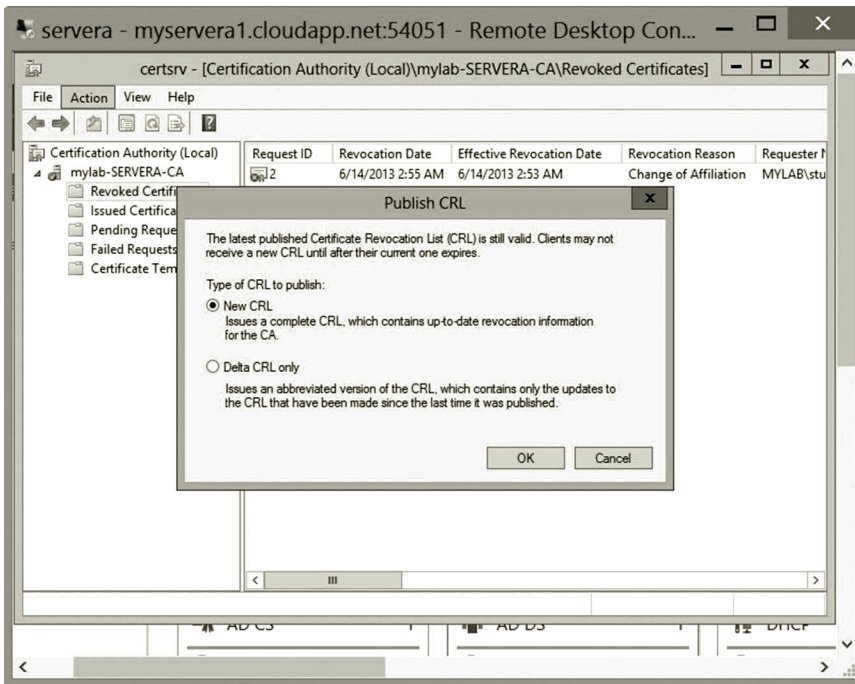 servera - myservera1.cloudapp.net:54051 - Remote Desktop Con...
certsrv - [Certification Authority (Local)\mylab-SERVERA-CA\Revoked Certificates]
File Action View Help
Certification Authority (Local)
mylab-SERVERA-CA
Revoked Certifi
Issued Certifica
Pending Reque
Failed Requests
Certificate Tem
Request ID Revocation Date Effective Revocation Date Revocation Reason Requester N
2 6/14/2013 2:55 AM 6/14/2013 2:53 AM Change of Affiliation MYLAB\stu
Publish CRL
The latest published Certificate Revocation List (CRL) is still valid. Clients may not
receive a new CRL until after their current one expires.
Type of CRL to publish:
New CRL
Issues a complete CRL, which contains up-to-date revocation information
for the CA.
Delta CRL only
Issues an abbreviated version of the CRL, which contains only the updates to
the CRL that have been made since the last time it was published.
OK Cancel
AD CS AD DS DHCP